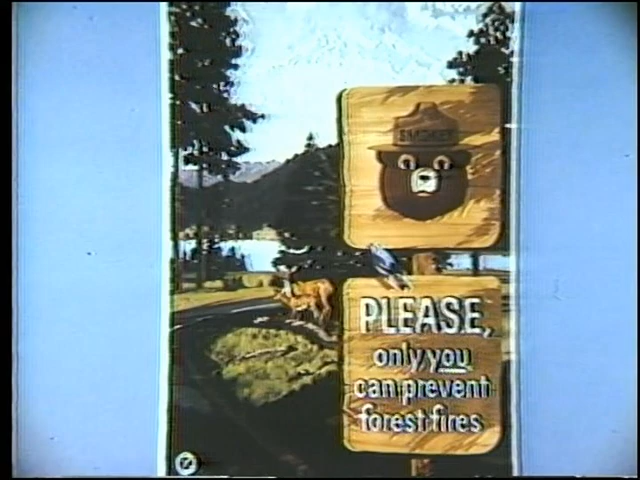 SMOKEY
PLEASE,
only you
can prevent
forest fires